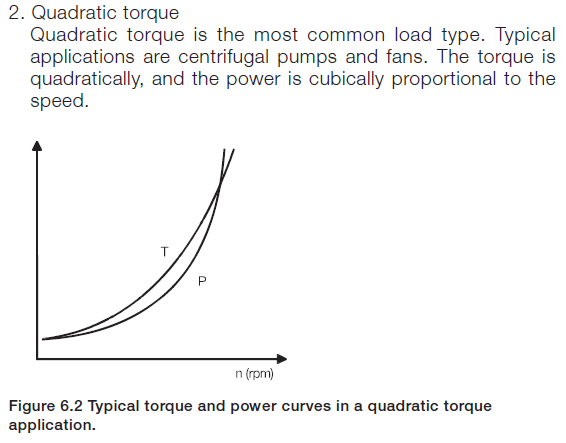 2. Quadratic torque
Quadratic torque is the most common load type. Typical
applications are centrifugal pumps and fans. The torque is
quadratically, and the power is cubically proportional to the
speed.
T
P
n (rpm)
Figure 6.2 Typical torque and power curves in a quadratic torque
application.